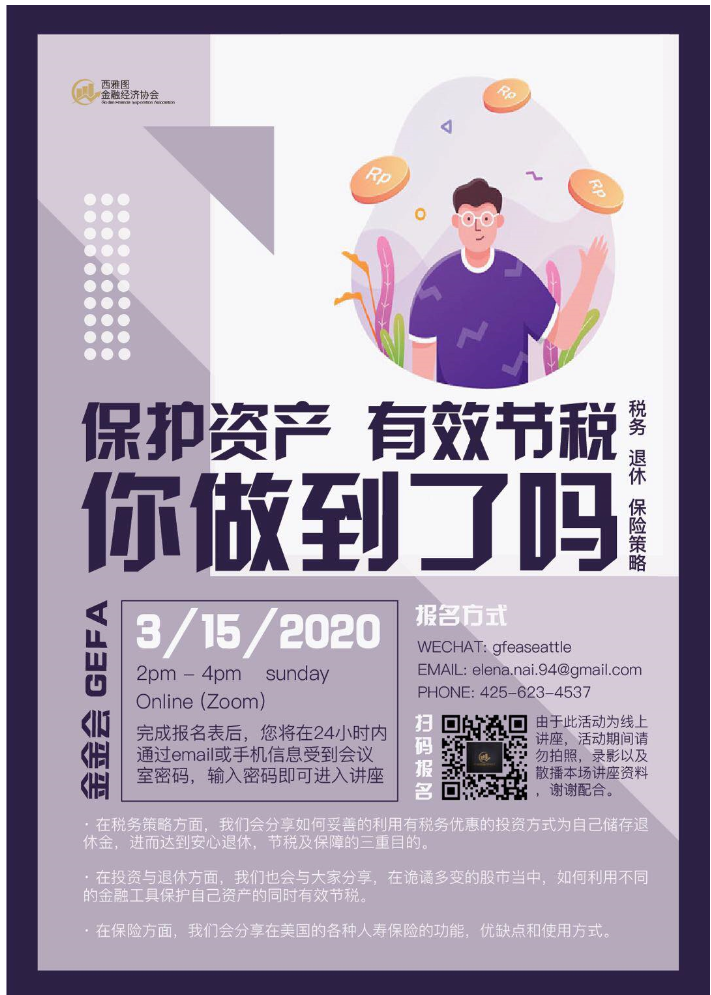 西雅图
金融经济协会
Rp
Rp
Rp
保护资产 有效节税
你做到了吗
税务 退休 保险策略
金金会 GEFA
3/15/2020
2pm – 4pm sunday
Online (Zoom)
完成报名表后，您将在24小时内
通过email或手机信息受到会议
室密码，输入密码即可进入讲座
报名方式
WECHAT: gfeaseattle
EMAIL: elena.nai.94@gmail.com
PHONE: 425-623-4537
扫码报名
由于此活动为线上
讲座，活动期间请
勿拍照，录影以及
散播本场讲座资料
，谢谢配合。
· 在税务策略方面，我们会分享如何妥善的利用有税务优惠的投资方式为自己储存退
休金，进而达到安心退休，节税及保障的三重目的。
· 在投资与退休方面，我们也会与大家分享，在诡谲多变的股市当中，如何利用不同
的金融工具保护自己资产的同时有效节税。
· 在保险方面，我们会分享在美国的各种人寿保险的功能，优缺点和使用方式。